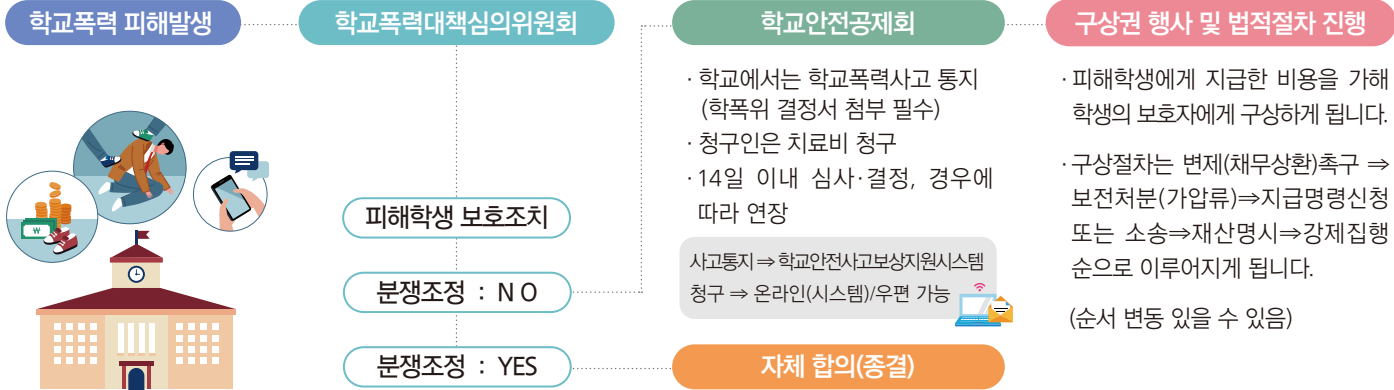 학교폭력 피해발생
학교폭력대책심의위원회
피해학생 보호조치
분쟁조정 : NO
분쟁조정 : YES
학교안전공제회
· 학교에서는 학교폭력사고 통지
(학폭위 결정서 첨부 필수)
· 청구인은 치료비 청구
· 14일 이내 심사·결정, 경우에
따라 연장
사고통지 ⇒ 학교안전사고보상지원시스템
청구 ⇒ 온라인(시스템)/우편 가능
자체 합의(종결)
구상권 행사 및 법적절차 진행
· 피해학생에게 지급한 비용을 가해
학생의 보호자에게 구상하게 됩니다.
· 구상절차는 변제(채무상환)촉구 ⇒
보전처분(가압류)⇒지급명령신청
또는 소송⇒재산명시⇒강제집행
순으로 이루어지게 됩니다.
(순서 변동 있을 수 있음)